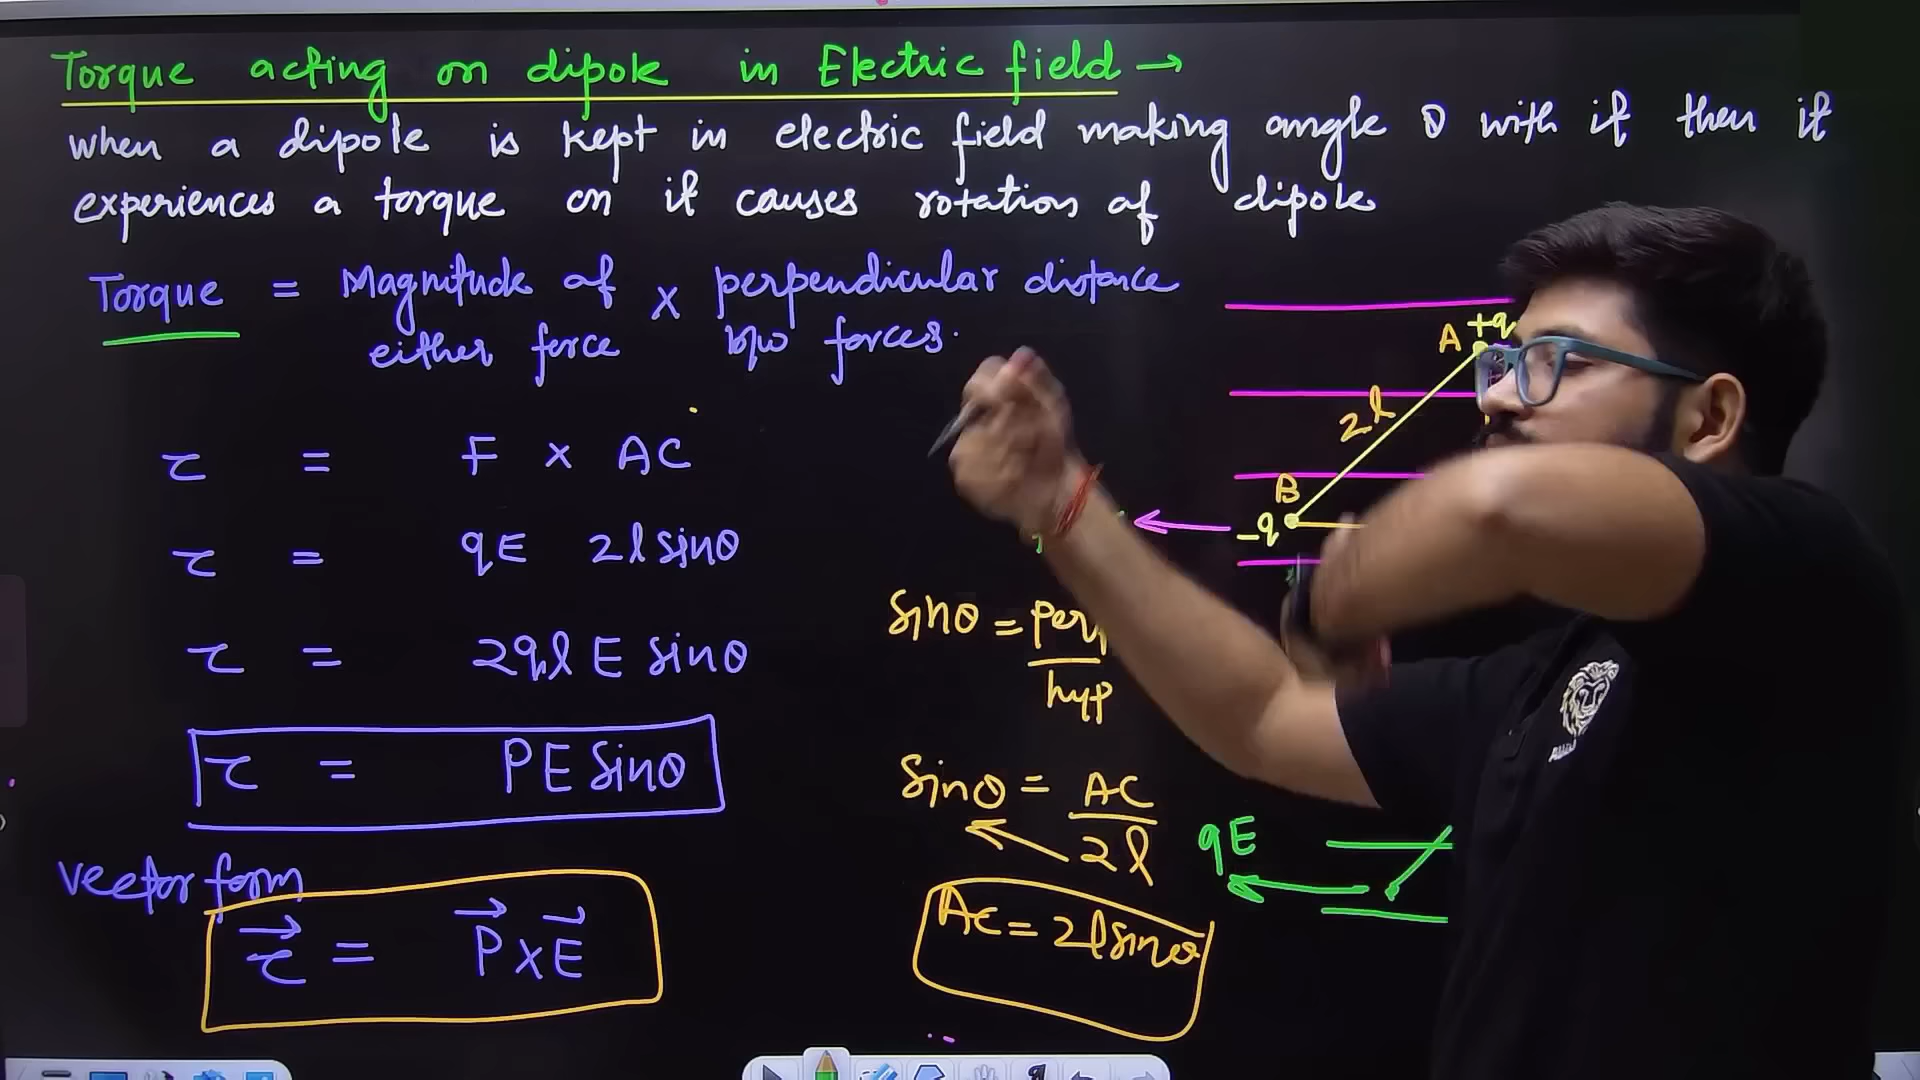 Torque acting on dipole in Electric field →
when a dipole is kept in electric field making angle θ with it then it
experiences a torque on it causes rotation of dipole
Torque = Magnitude of either force × perpendicular distance b/w forces.
τ = F × AC
τ = qE 2l sinθ
τ = 2ql E sinθ
τ = PE Sinθ
vector form
τ⃗ = P⃗ × E⃗
A +q
2l
B
-q
hyp
Sinθ = AC / 2l
AC = 2l sinθ
qE